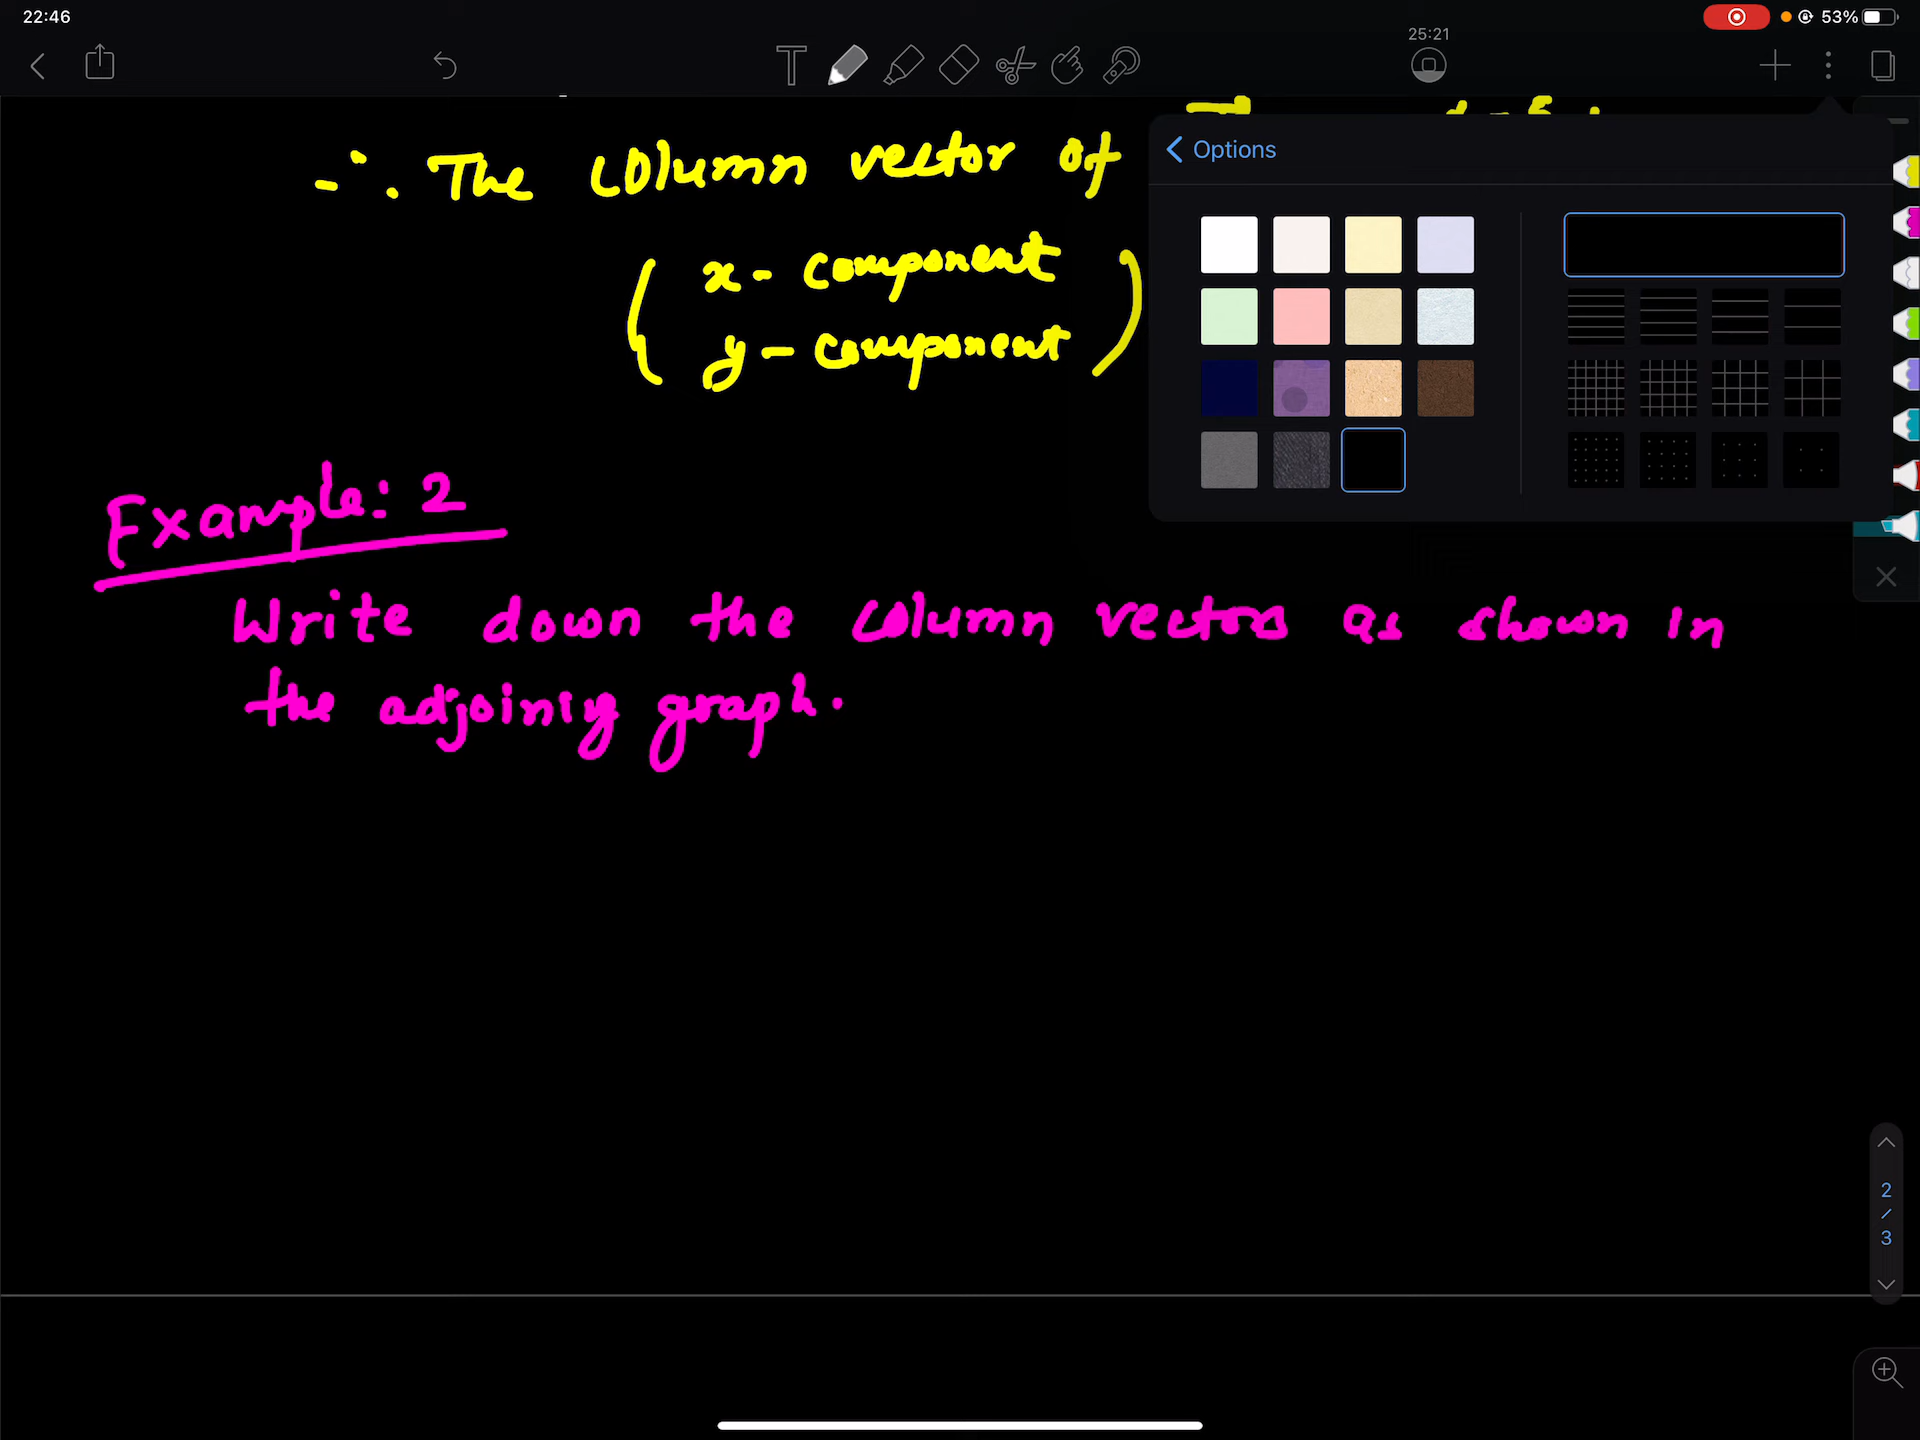 22:46
53%
25:21
∴ The column vector of
Options
( x - component
y - component )
Example: 2
Write down the column vectors as shown in
the adjoining graph.
2
/
3